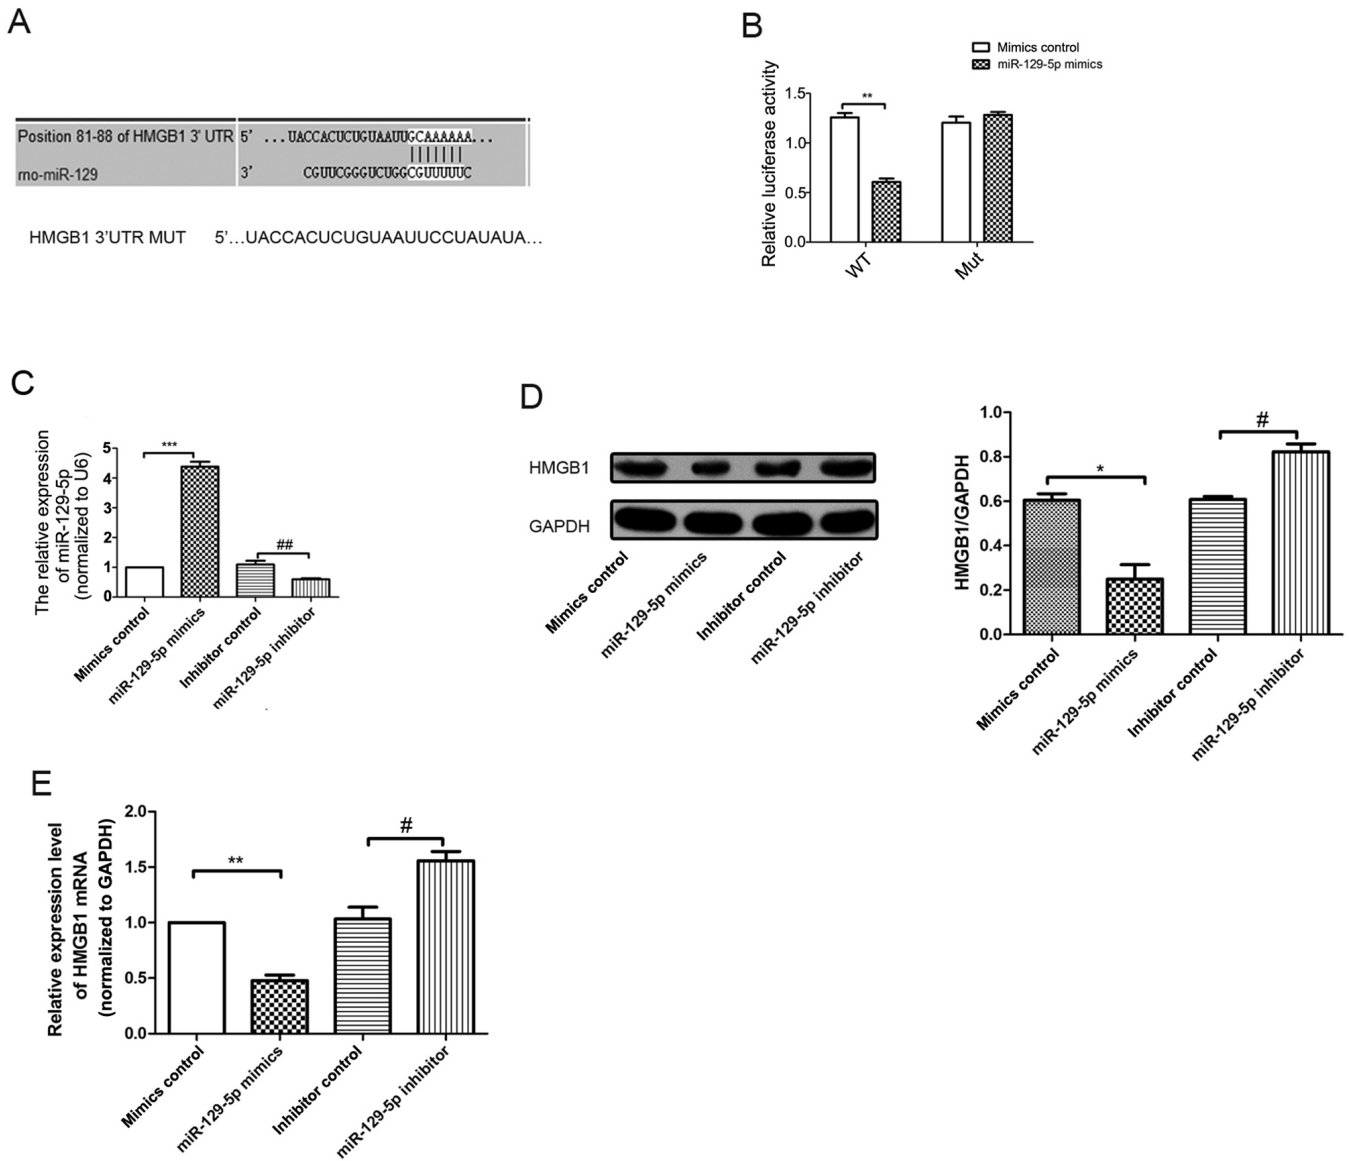 A
Position 81-88 of HMGB1 3' UTR 5' ...UACCACUCUGUAAUUGCAAAAAA...
rno-miR-129 3' CGUUCGGGUCUGGCGUUUUUC
HMGB1 3'UTR MUT 5'...UACCACUCUGUAAUUCCUAUAUA...
B
Mimics control
miR-129-5p mimics
Relative luciferase activity
1.5
1.0
0.5
0.0
**
WT
Mut
C
The relative expression
of miR-129-5p
(normalized to U6)
5
4
3
2
1
0
***
##
Mimics control
miR-129-5p mimics
Inhibitor control
miR-129-5p inhibitor
D
HMGB1
GAPDH
Mimics control
miR-129-5p mimics
Inhibitor control
miR-129-5p inhibitor
HMGB1/GAPDH
1.0
0.8
0.6
0.4
0.2
0.0
*
#
Mimics control
miR-129-5p mimics
Inhibitor control
miR-129-5p inhibitor
E
Relative expression level
of HMGB1 mRNA
(normalized to GAPDH)
2.0
1.5
1.0
0.5
0.0
**
#
Mimics control
miR-129-5p mimics
Inhibitor control
miR-129-5p inhibitor